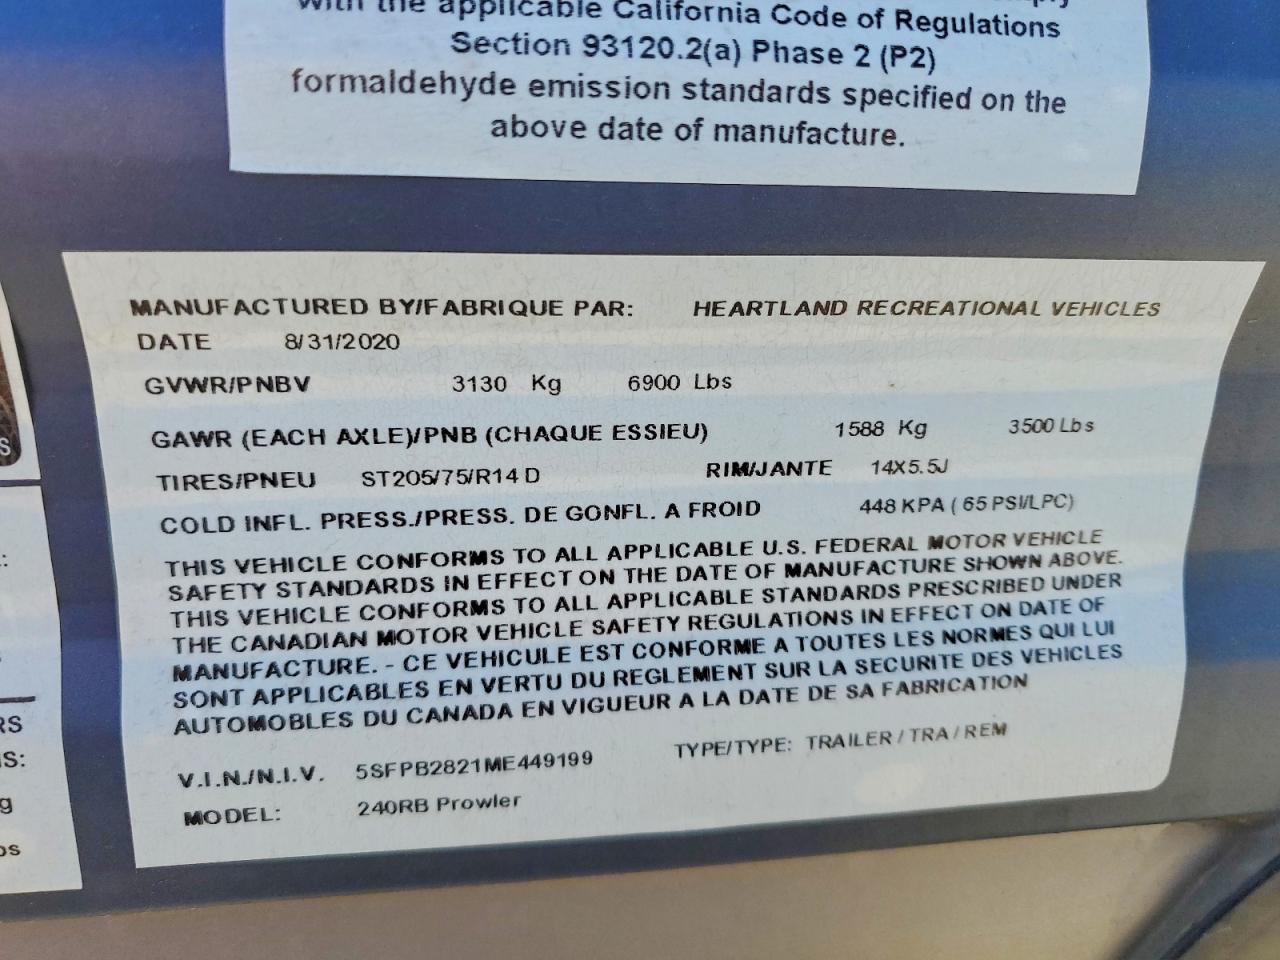 with the applicable California Code of Regulations
Section 93120.2(a) Phase 2 (P2)
formaldehyde emission standards specified on the
above date of manufacture.
MANUFACTURED BY/FABRIQUE PAR: HEARTLAND RECREATIONAL VEHICLES
DATE 8/31/2020
GVWR/PNBV 3130 Kg 6900 Lbs
GAWR (EACH AXLE)/PNB (CHAQUE ESSIEU) 1588 Kg 3500 Lbs
TIRES/PNEU ST205/75/R14 D RIM/JANTE 14X5.5J
COLD INFL. PRESS./PRESS. DE GONFL. A FROID 448 KPA ( 65 PSI/LPC)
THIS VEHICLE CONFORMS TO ALL APPLICABLE U.S. FEDERAL MOTOR VEHICLE
SAFETY STANDARDS IN EFFECT ON THE DATE OF MANUFACTURE SHOWN ABOVE.
THIS VEHICLE CONFORMS TO ALL APPLICABLE STANDARDS PRESCRIBED UNDER
THE CANADIAN MOTOR VEHICLE SAFETY REGULATIONS IN EFFECT ON DATE OF
MANUFACTURE. - CE VEHICULE EST CONFORME A TOUTES LES NORMES QUI LUI
SONT APPLICABLES EN VERTU DU REGLEMENT SUR LA SECURITE DES VEHICLES
AUTOMOBLES DU CANADA EN VIGUEUR A LA DATE DE SA FABRICATION
V.I.N./N.I.V. 5SFPB2821ME449199 TYPE/TYPE: TRAILER / TRA / REM
MODEL: 240RB Prowler